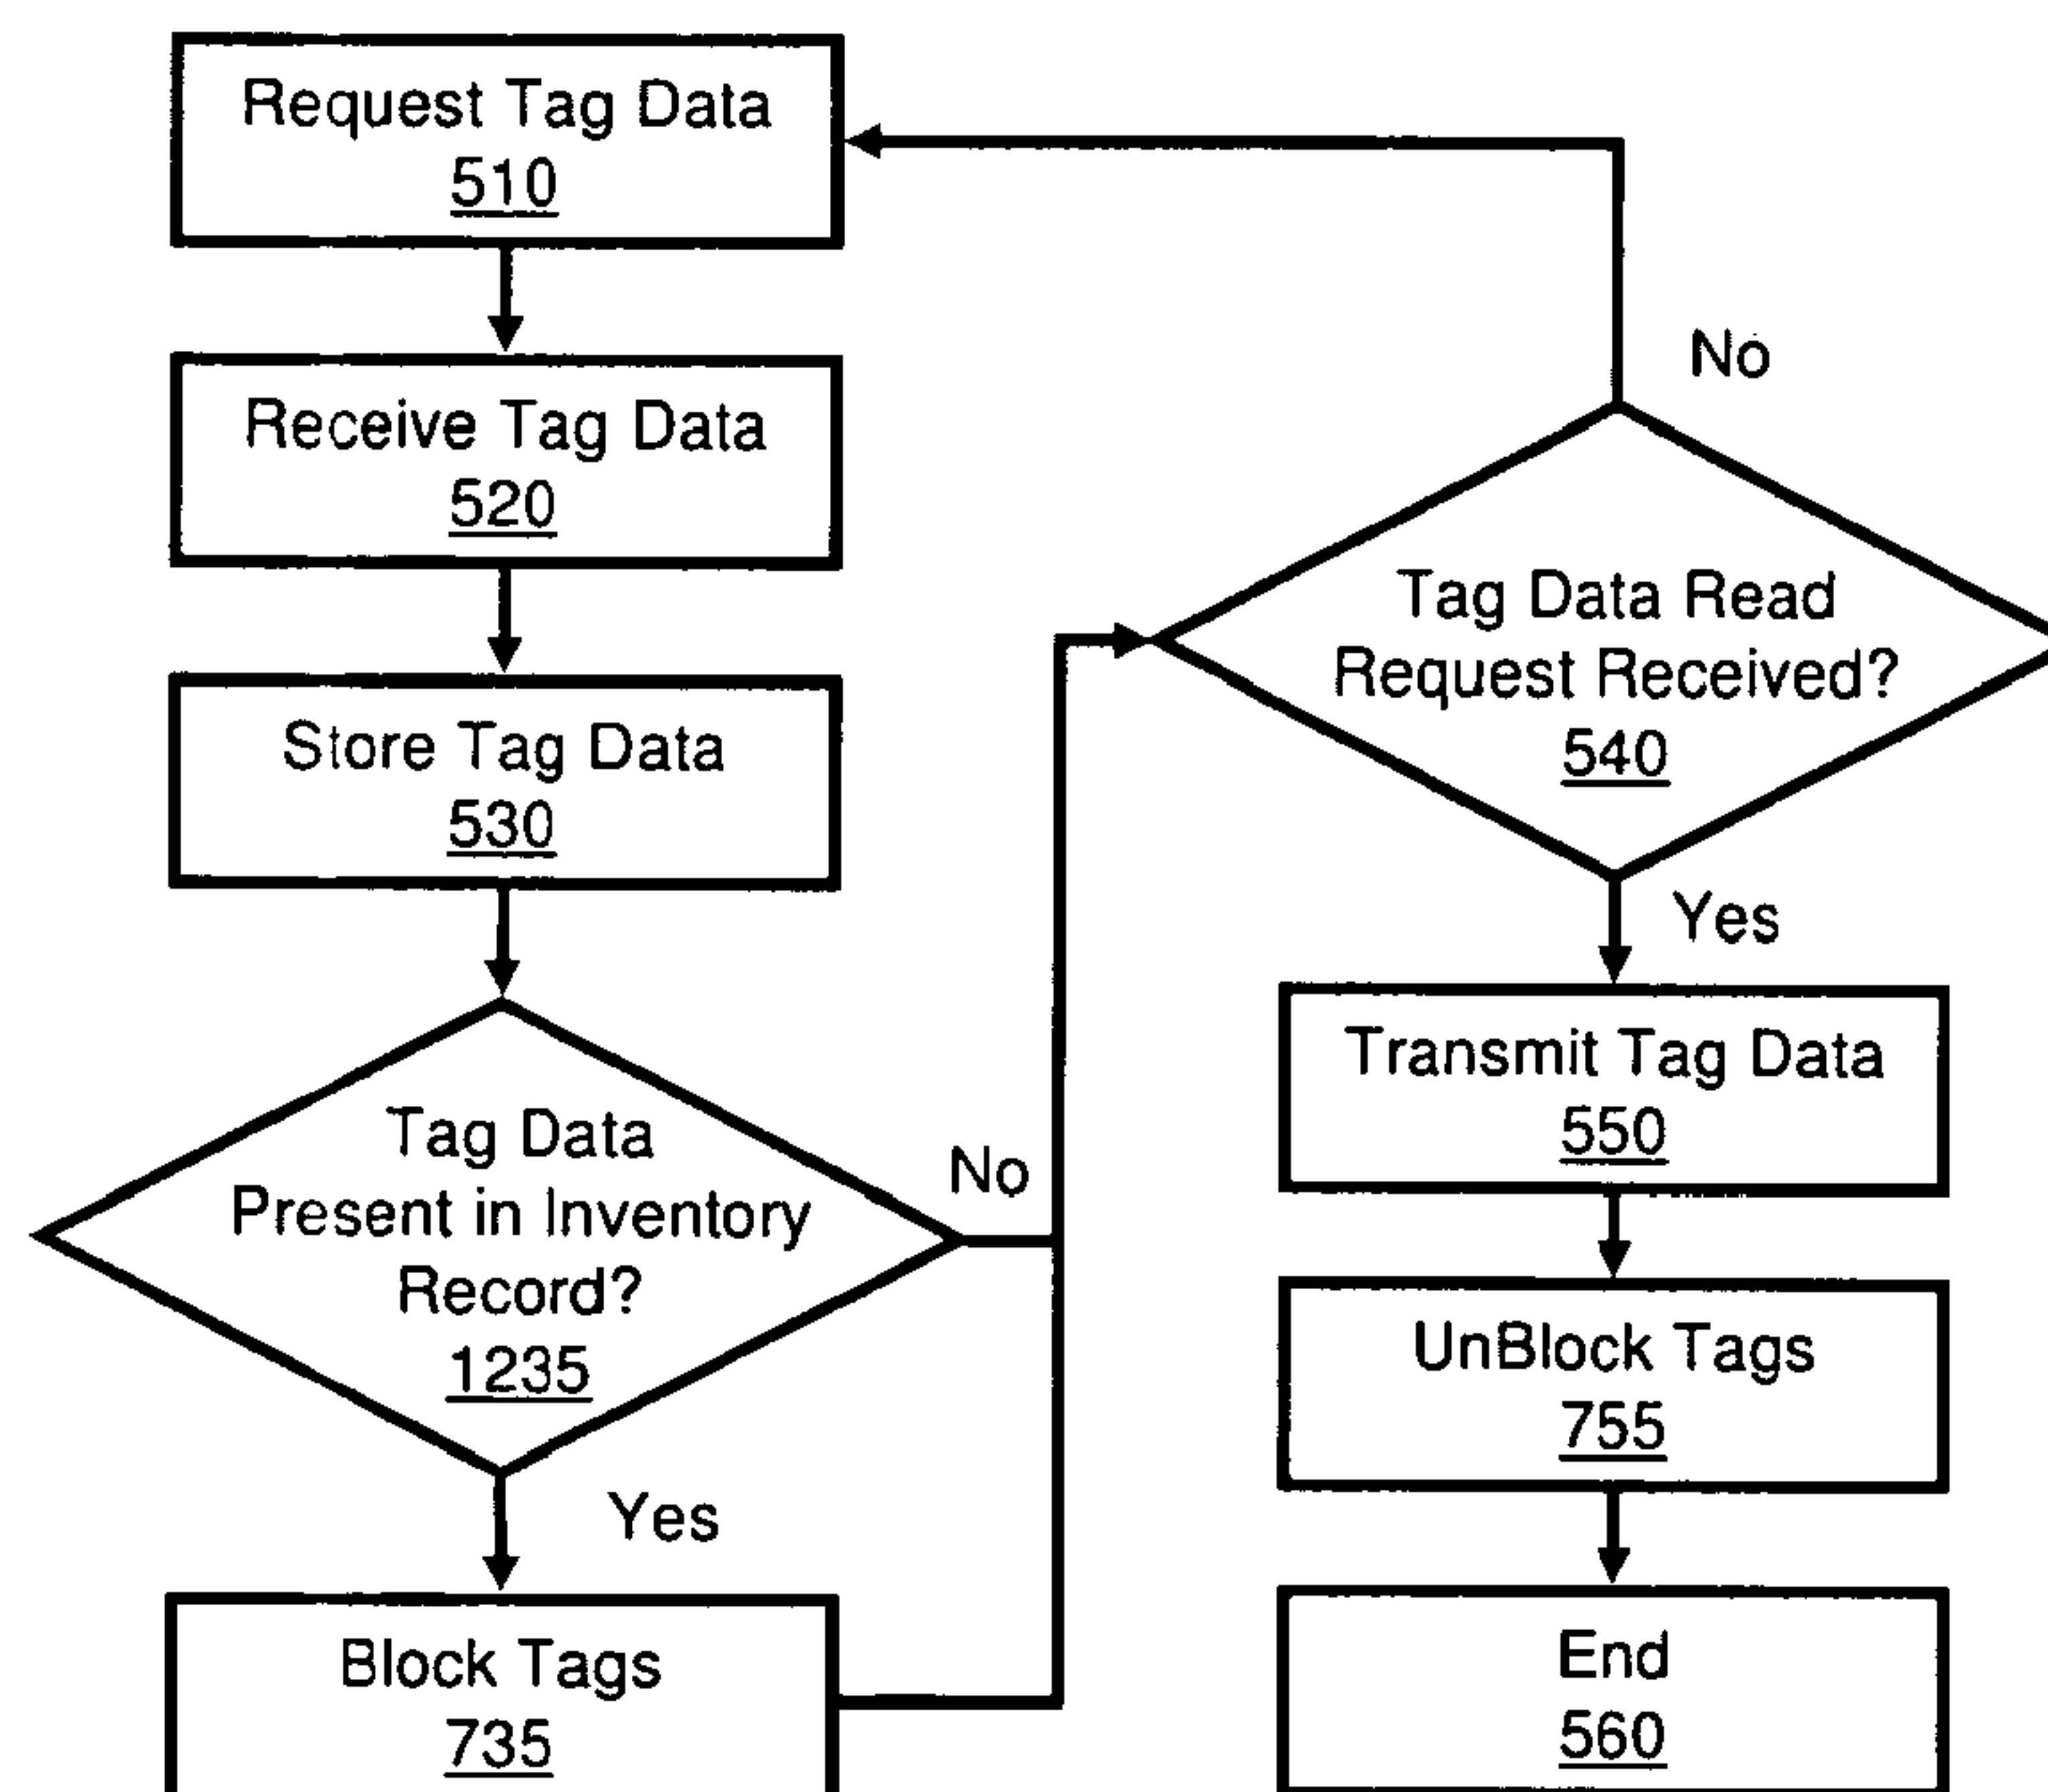 Request Tag Data
510
Receive Tag Data
520
Store Tag Data
530
Tag Data
Present in Inventory
Record?
1235
No
Yes
Block Tags
735
No
Tag Data Read
Request Received?
540
Yes
Transmit Tag Data
550
UnBlock Tags
755
End
560